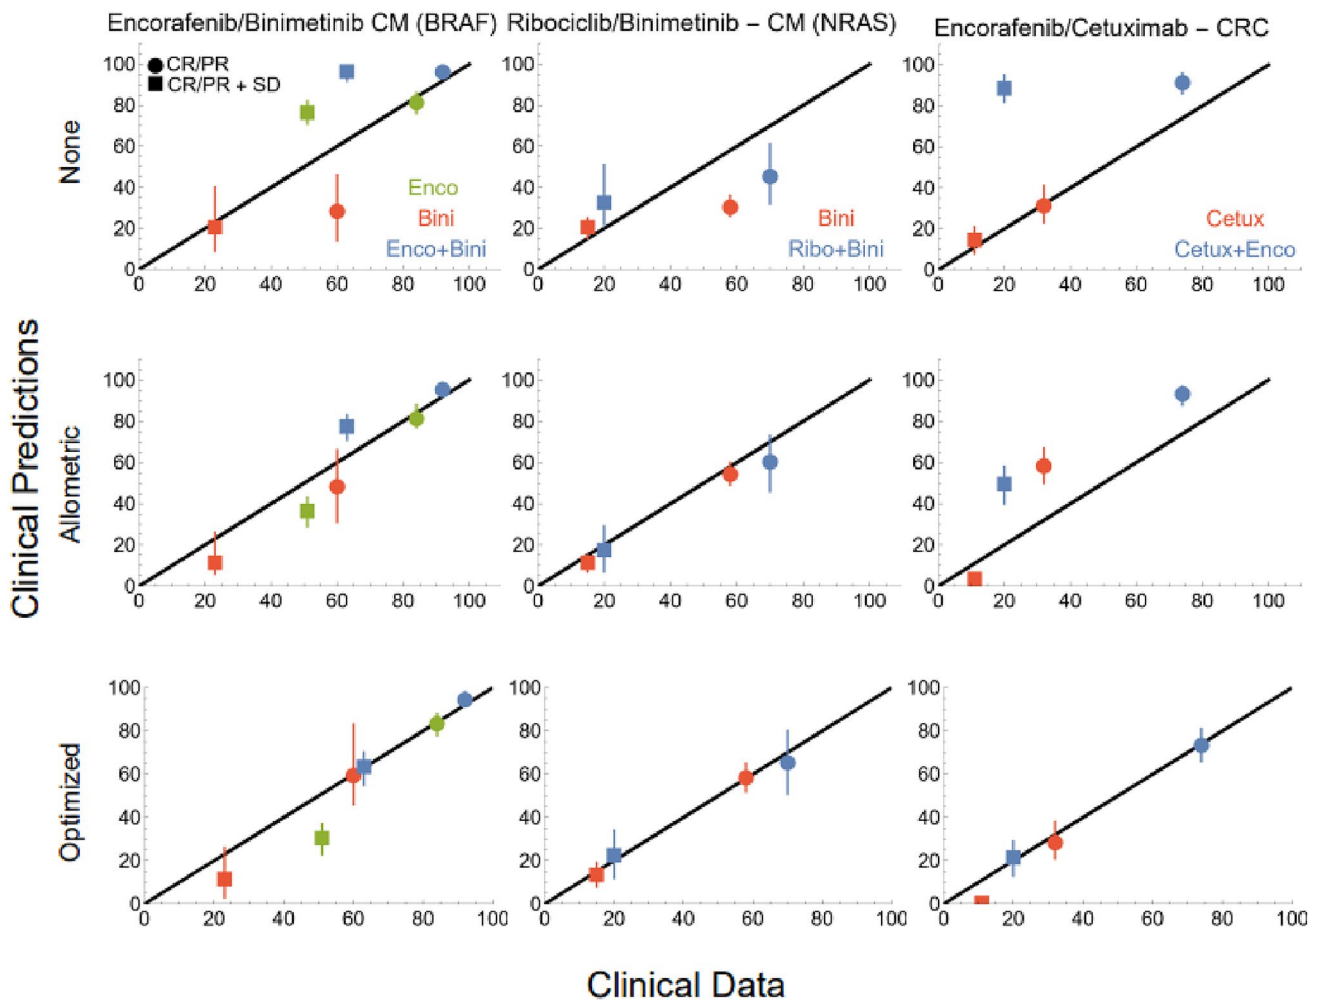 Encorafenib/Binimetinib CM (BRAF)
Ribociclib/Binimetinib – CM (NRAS)
Encorafenib/Cetuximab – CRC
Clinical Predictions
None
100
80
60
40
20
0
0 20 40 60 80 100
CR/PR
CR/PR + SD
Enco
Bini
Enco+Bini
100
80
60
40
20
0
0 20 40 60 80 100
Bini
Ribo+Bini
100
80
60
40
20
0
0 20 40 60 80 100
Cetux
Cetux+Enco
Allometric
100
80
60
40
20
0
0 20 40 60 80 100
100
80
60
40
20
0
0 20 40 60 80 100
100
80
60
40
20
0
0 20 40 60 80 100
Optimized
100
80
60
40
20
0
0 20 40 60 80 100
100
80
60
40
20
0
0 20 40 60 80 100
100
80
60
40
20
0
0 20 40 60 80 100
Clinical Data